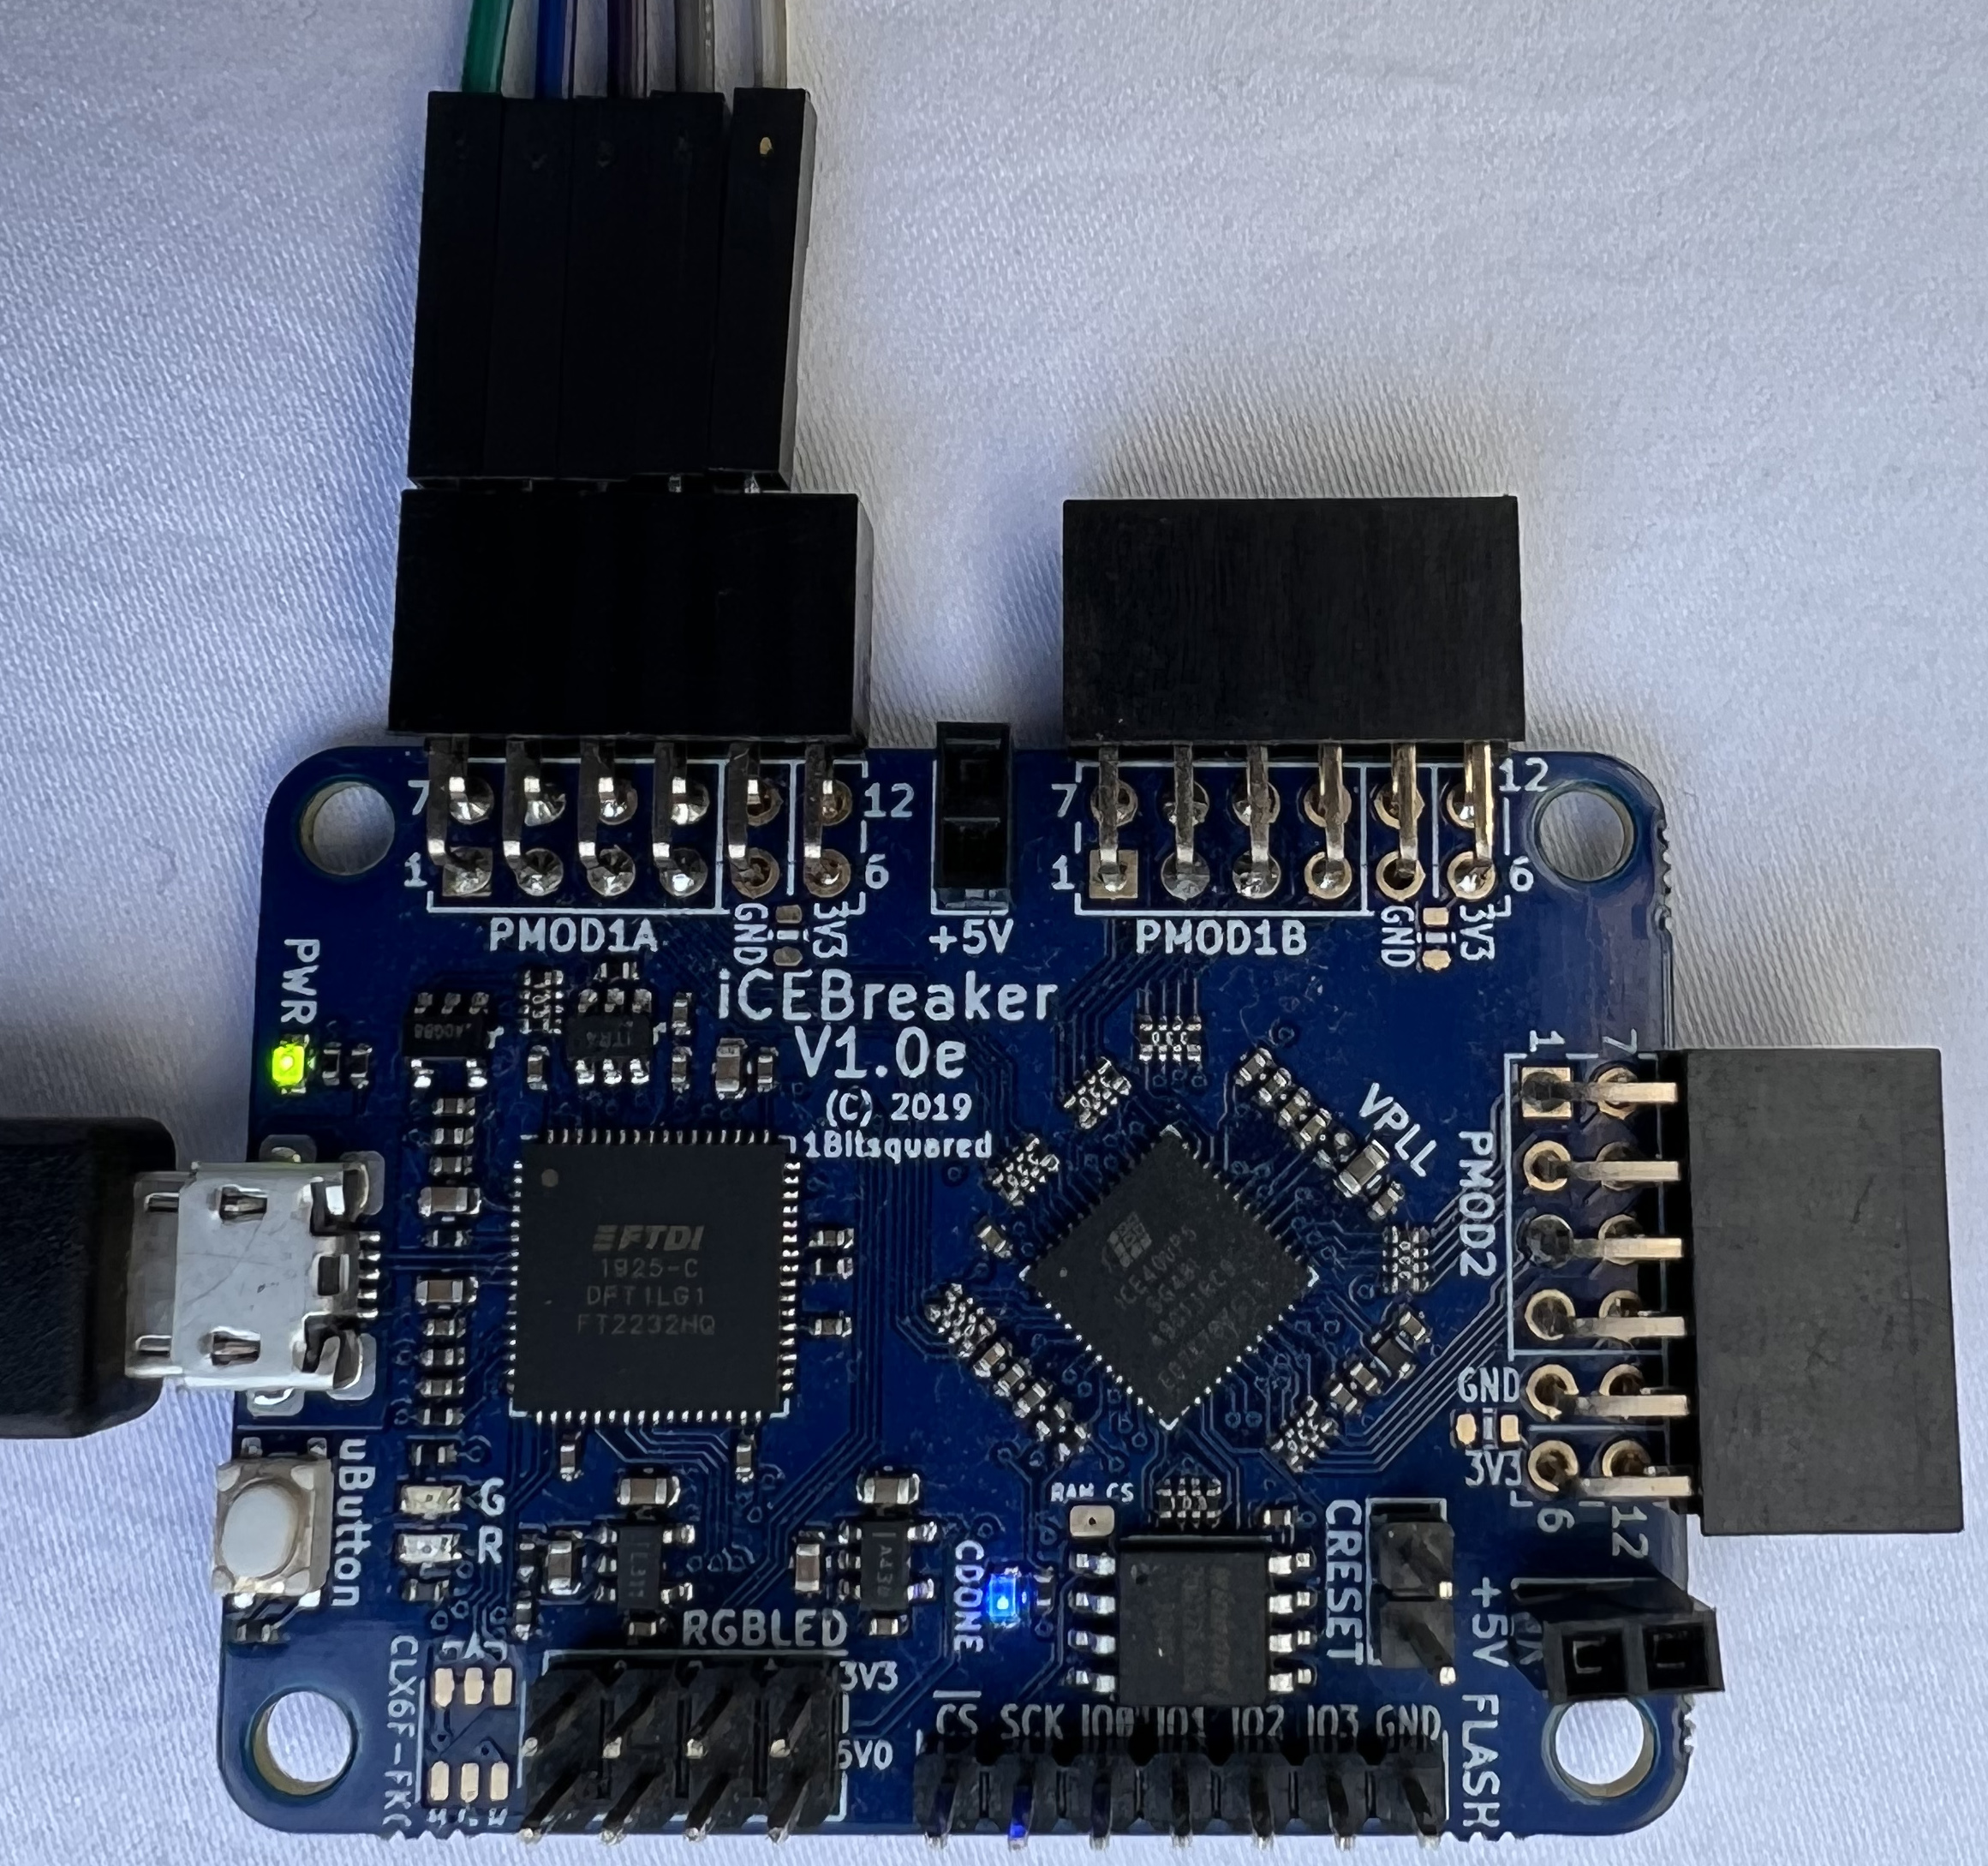 7
12
1
6
PMOD1A
GND
3V3
+5V
7
12
1
6
PMOD1B
GND
3V3
PWR
iCEBreaker
V1.0e
(C) 2019
1Bitsquared
VPLL
1
7
PMOD2
GND
3V3
6
12
FTDI
1925-C
FT2232HQ
iCE40UP5
SG48I
uButton
G
R
RAM CS
CDONE
CRESET
+5V
RGBLED
3V3
5V0
CS SCK IO0 IO1 IO2 IO3 GND
FLASH